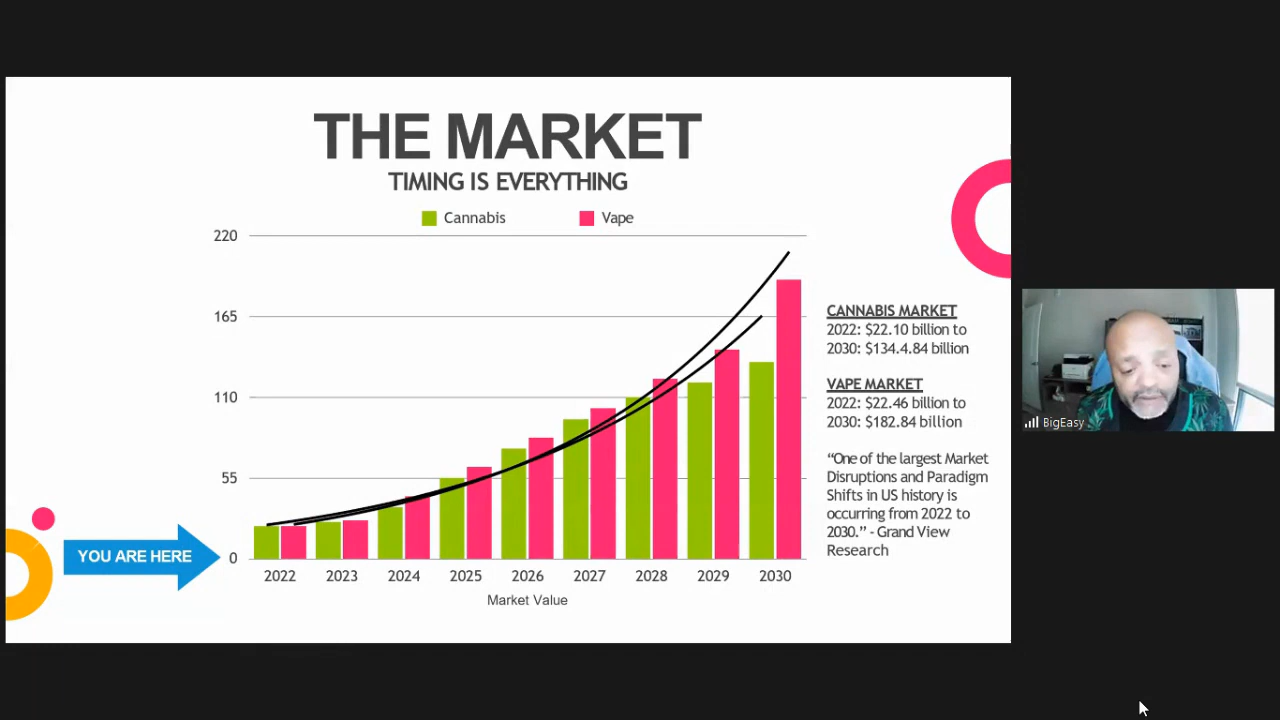 THE MARKET
TIMING IS EVERYTHING
Cannabis
Vape
220
165
110
55
0
2022
2023
2024
2025
2026
2027
2028
2029
2030
Market Value
YOU ARE HERE
CANNABIS MARKET
2022: $22.10 billion to
2030: $134.4.84 billion
VAPE MARKET
2022: $22.46 billion to
2030: $182.84 billion
“One of the largest Market
Disruptions and Paradigm
Shifts in US history is
occurring from 2022 to
2030.” - Grand View
Research
BigEasy